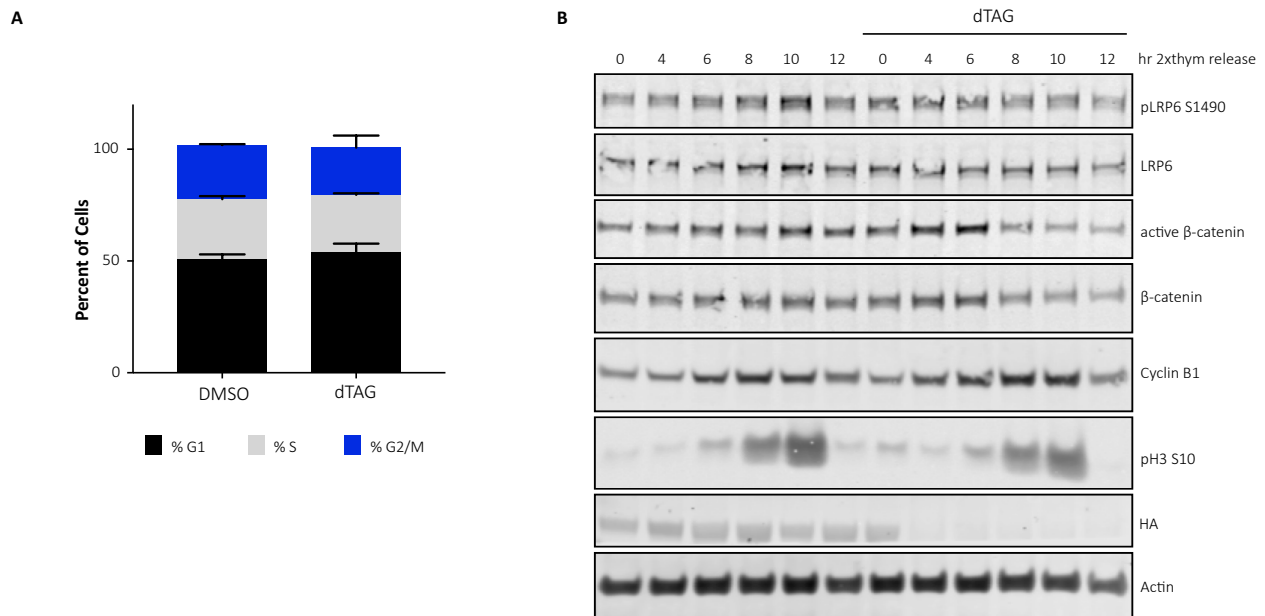 A
Percent of Cells
100
50
0
DMSO dTAG
% G1 % S % G2/M
B
dTAG
0 4 6 8 10 12 0 4 6 8 10 12 hr 2xthym release
pLRP6 S1490
LRP6
active β-catenin
β-catenin
Cyclin B1
pH3 S10
HA
Actin